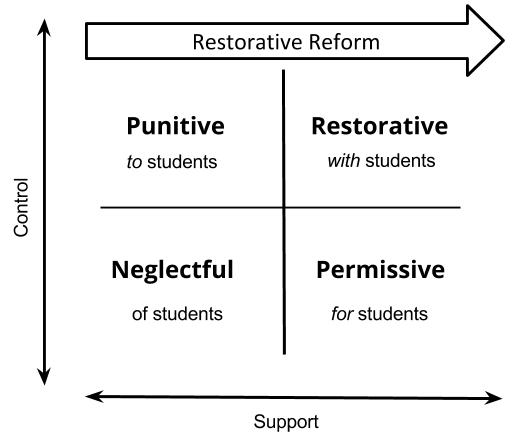 Restorative Reform
Punitive
to students
Restorative
with students
Control
Neglectful
of students
Permissive
for students
Support